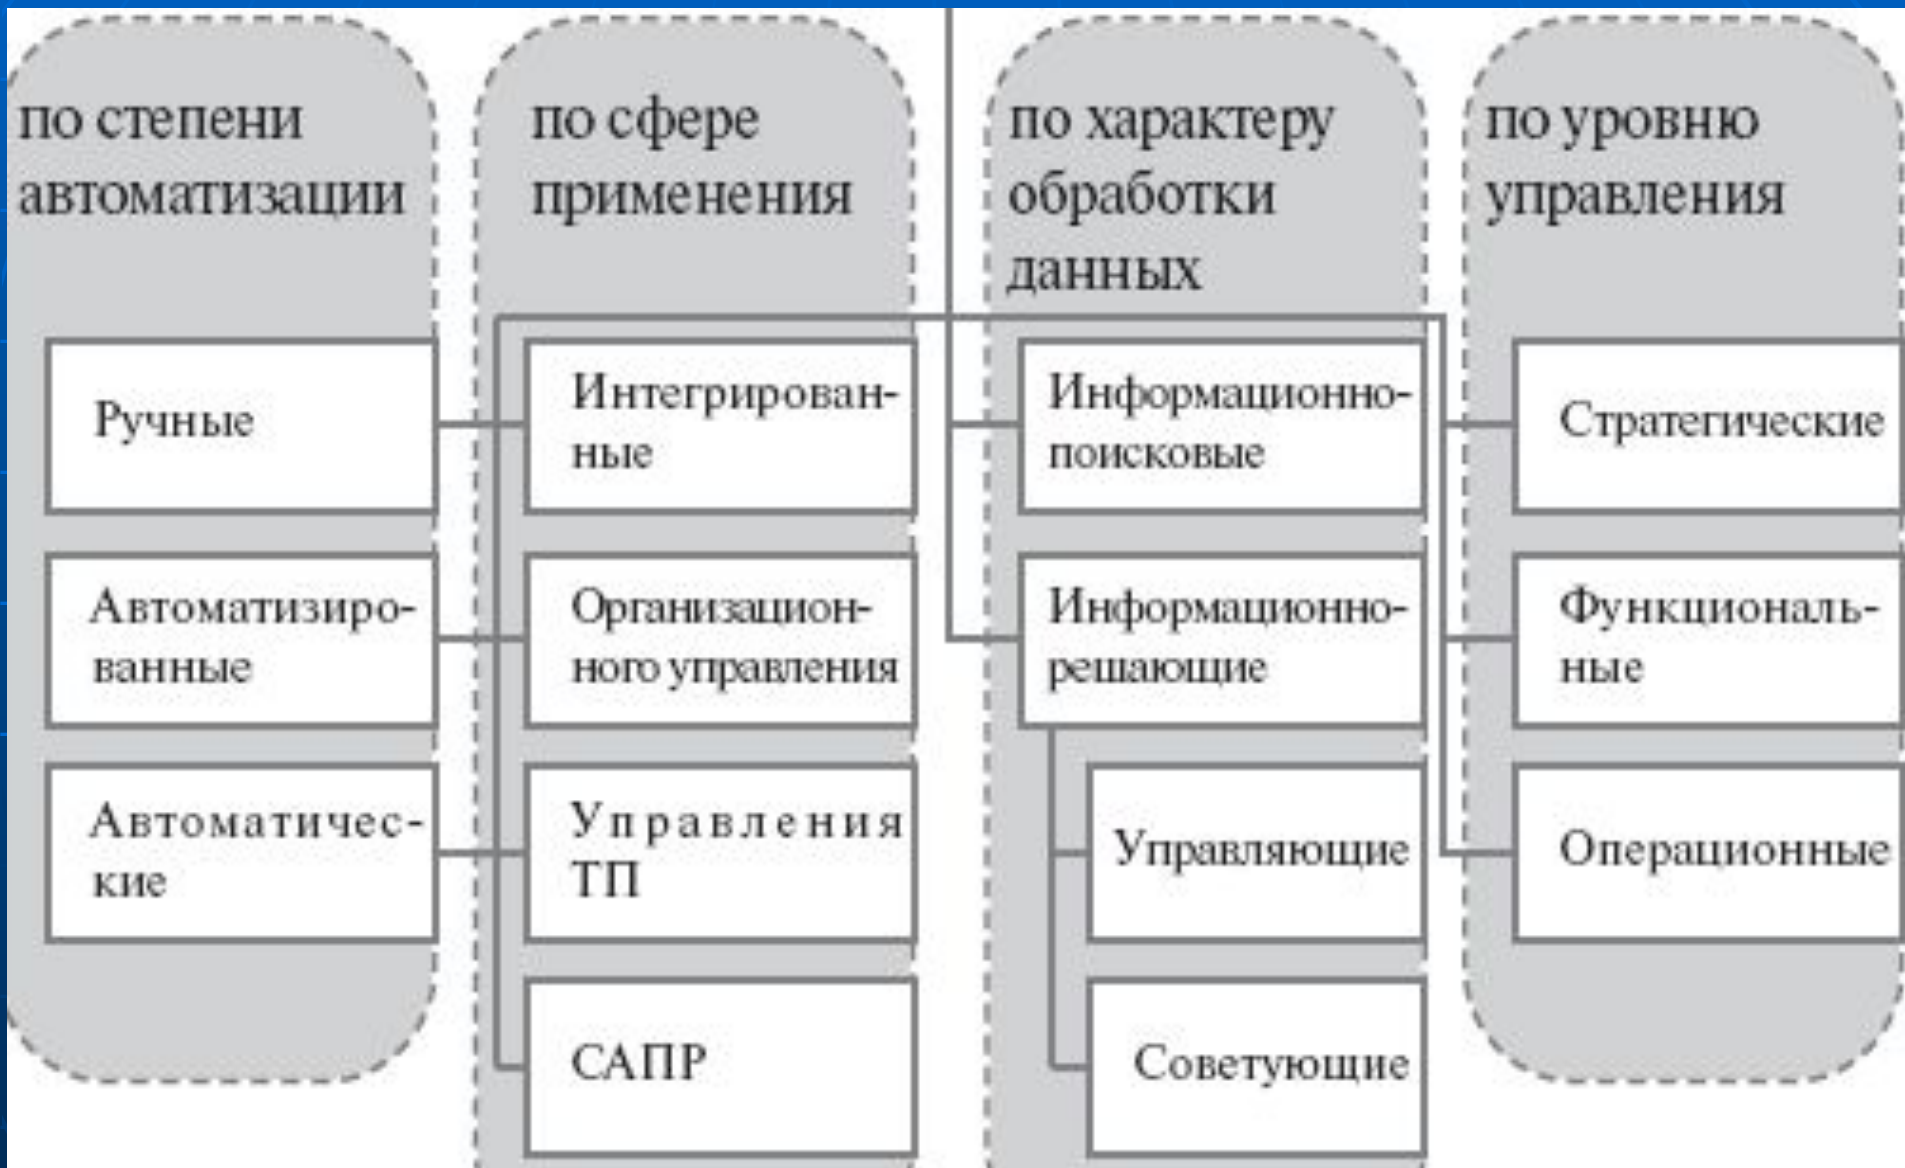 по степени
автоматизации
Ручные
Автоматизиро-
ванные
Автоматичес-
кие
по сфере
применения
Интегрирован-
ные
Организацион-
ного управления
Управления
ТП
САПР
по характеру
обработки
данных
Информационно-
поисковые
Информационно-
решающие
Управляющие
Советующие
по уровню
управления
Стратегические
Функциональ-
ные
Операционные